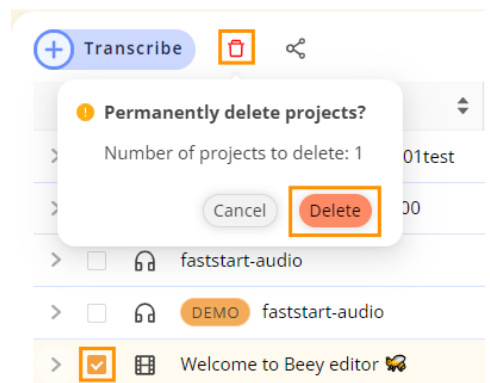 Transcribe
Permanently delete projects?
Number of projects to delete: 1
01test
Cancel
Delete
00
faststart-audio
DEMO faststart-audio
Welcome to Beey editor